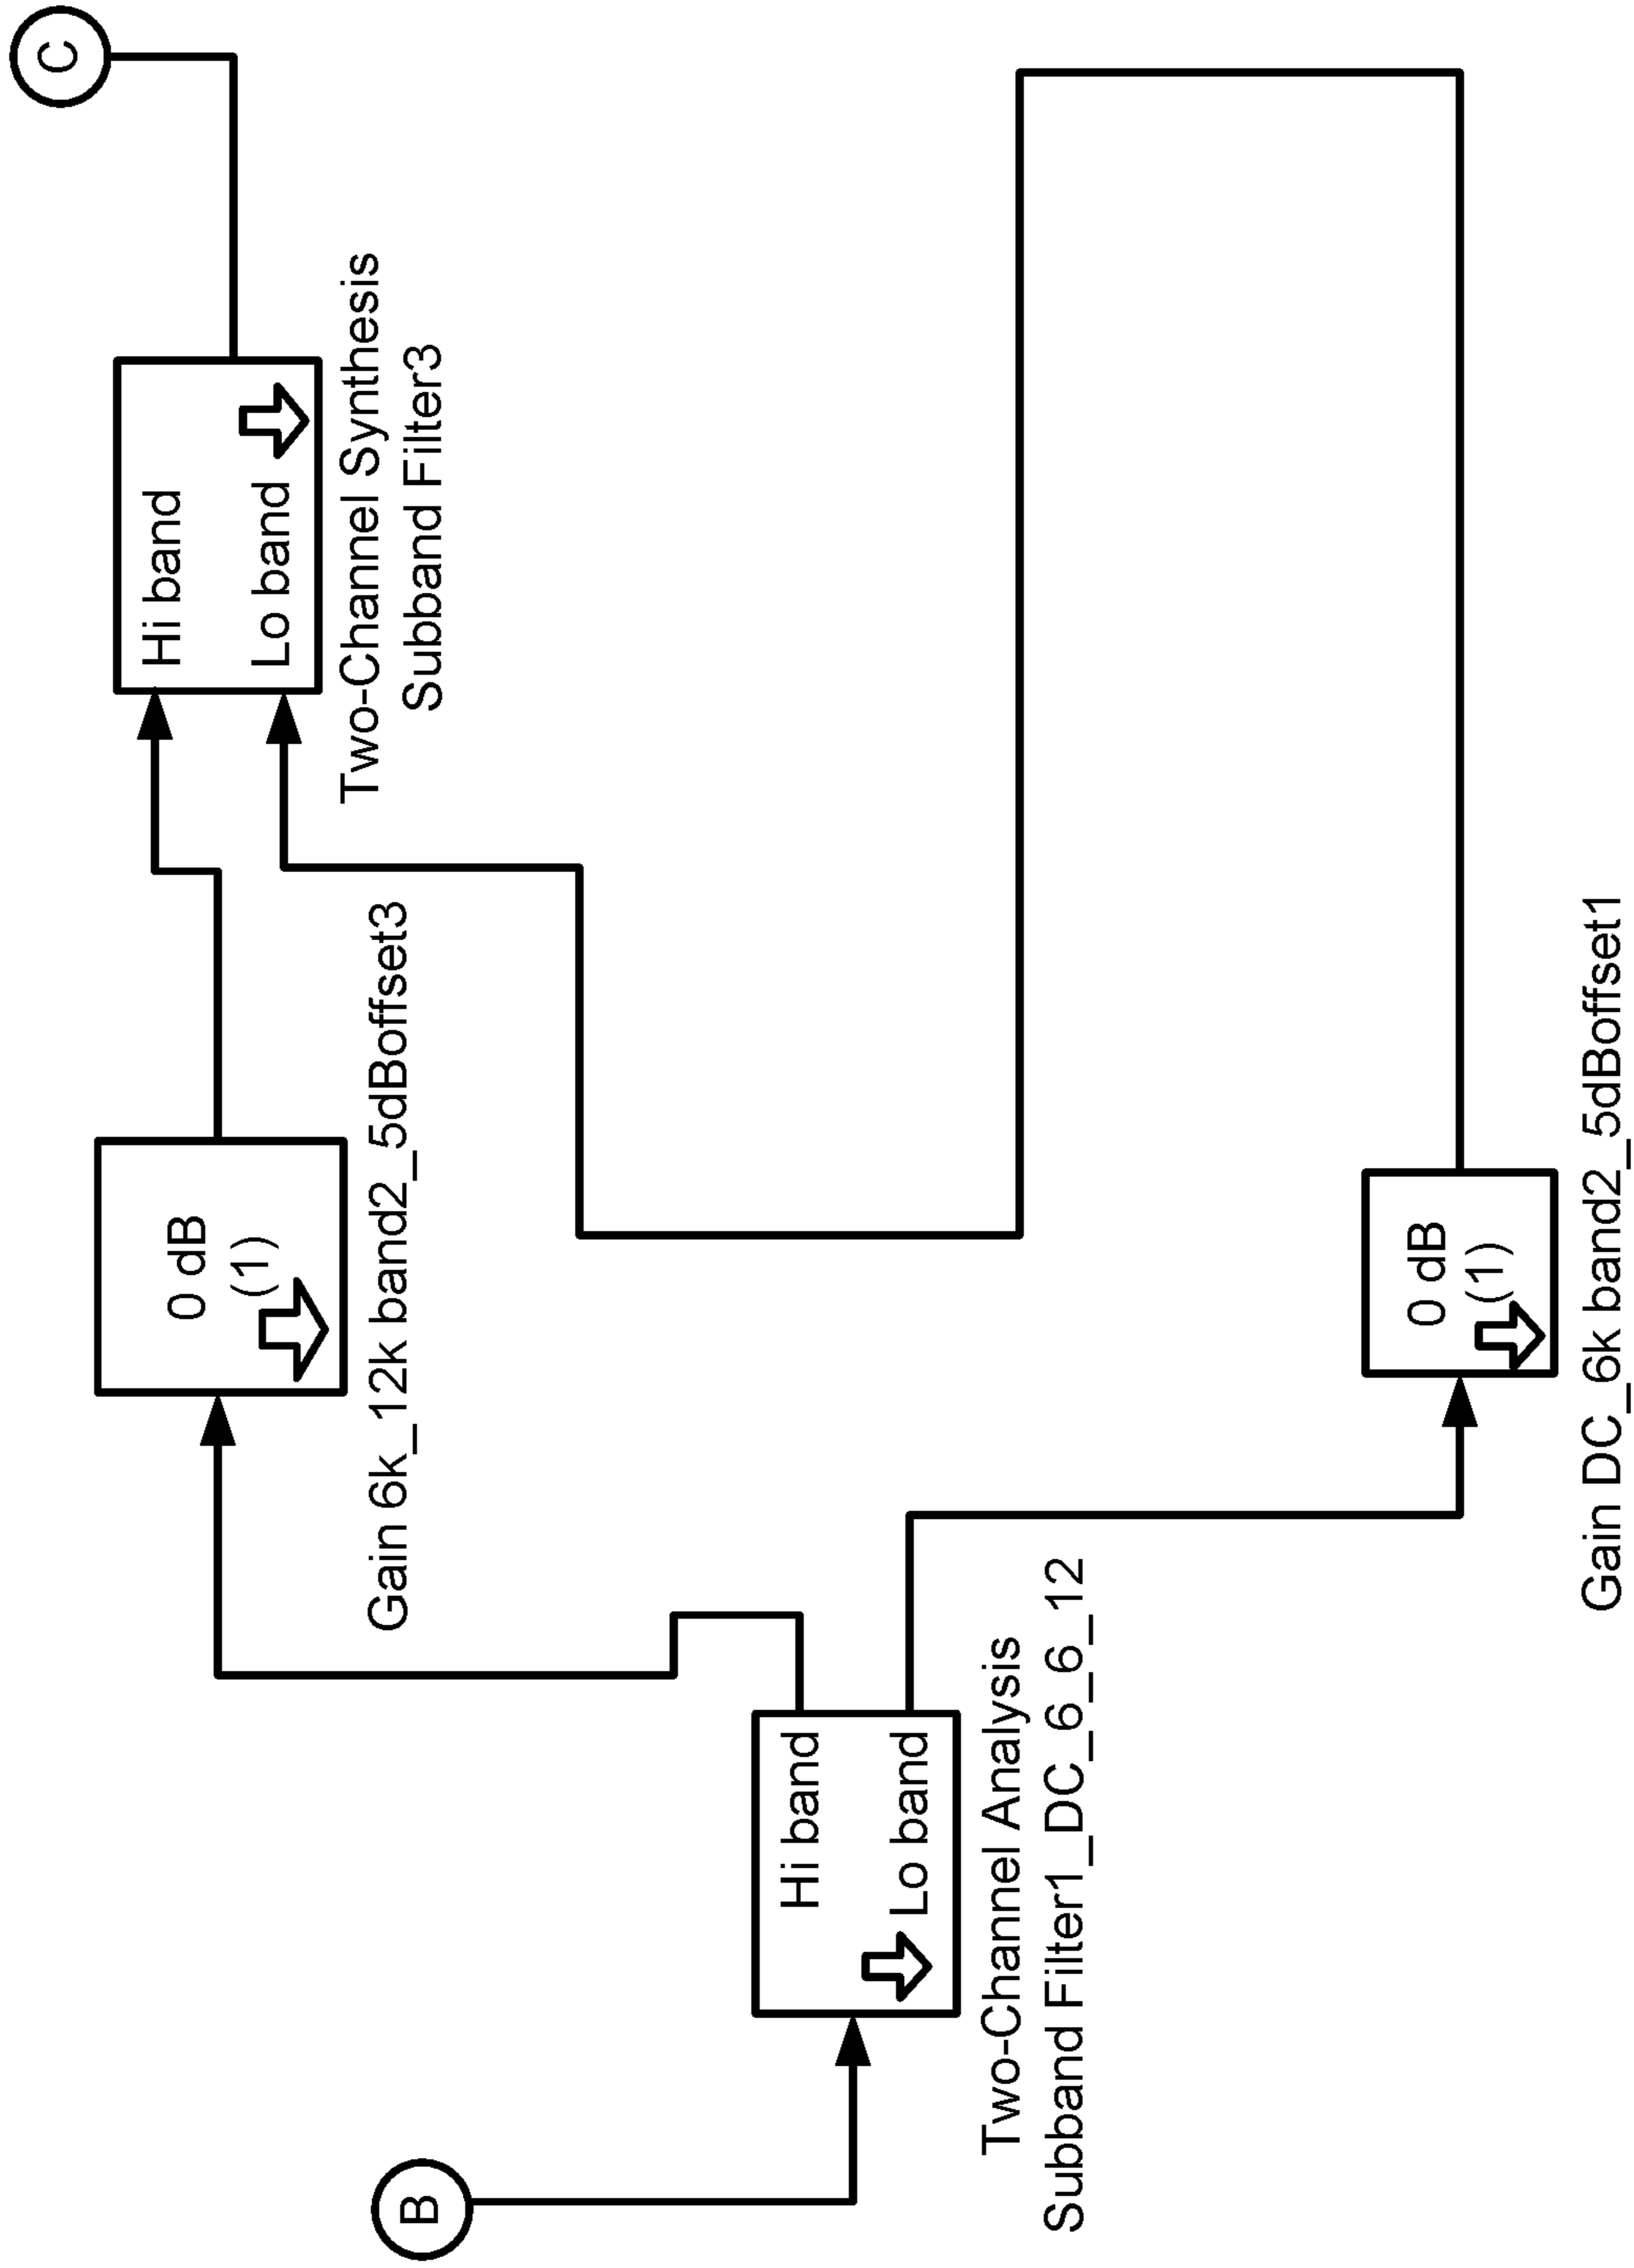 C
Hi band
Lo band
Two-Channel Synthesis
Subband Filter3
0 dB
(1)
Gain 6k_12k band2_5dBoffset3
B
Hi band
Lo band
Two-Channel Analysis
Subband Filter1_DC_6_6_12
0 dB
(1)
Gain DC_6k band2_5dBoffset1